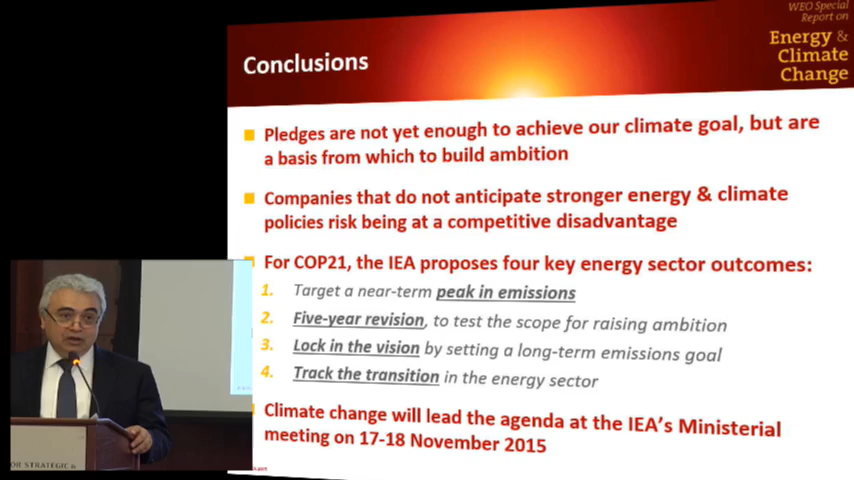 WEO Special
Report on
Energy &
Climate
Change
Conclusions
Pledges are not yet enough to achieve our climate goal, but are
a basis from which to build ambition
Companies that do not anticipate stronger energy & climate
policies risk being at a competitive disadvantage
For COP21, the IEA proposes four key energy sector outcomes:
1. Target a near-term peak in emissions
2. Five-year revision, to test the scope for raising ambition
3. Lock in the vision by setting a long-term emissions goal
4. Track the transition in the energy sector
Climate change will lead the agenda at the IEA's Ministerial
meeting on 17-18 November 2015
OR STRATEGIC &